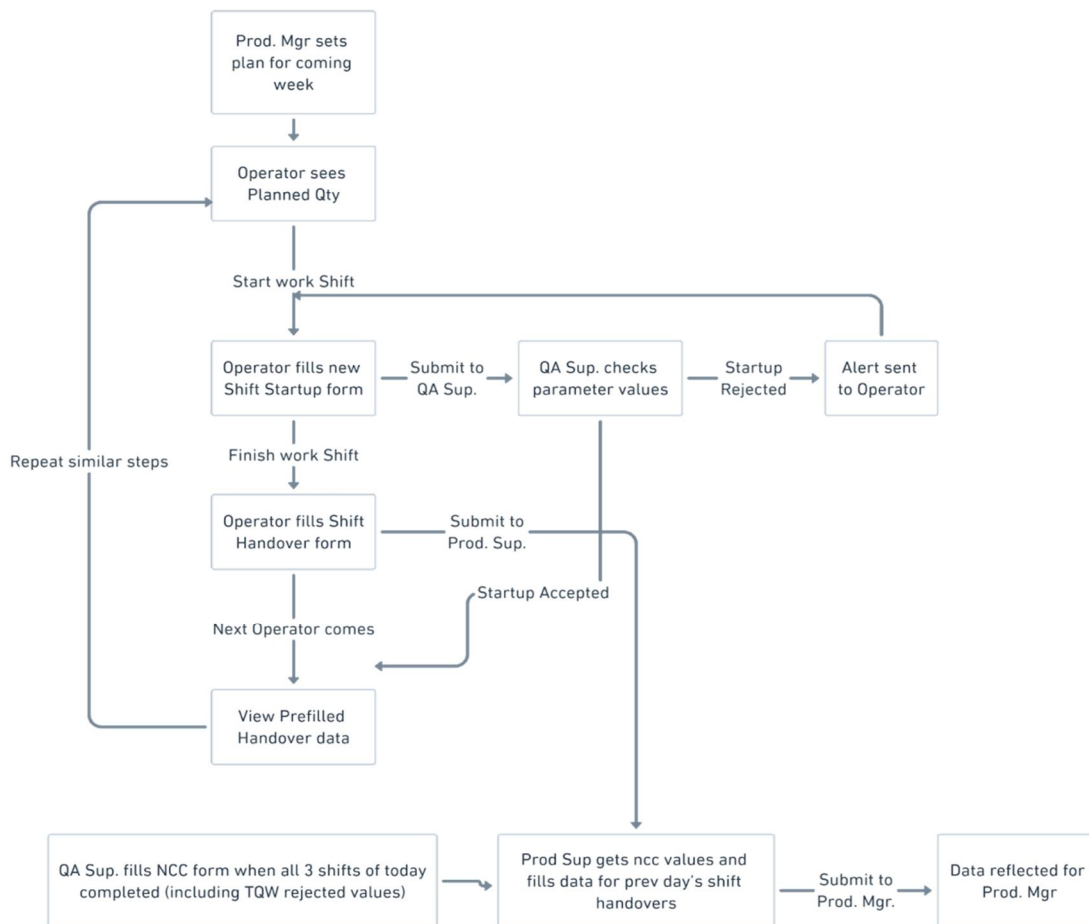 Prod. Mgr sets
plan for coming
week
Operator sees
Planned Qty
Start work Shift
Operator fills new
Shift Startup form
Submit to
QA Sup.
QA Sup. checks
parameter values
Startup
Rejected
Alert sent
to Operator
Repeat similar steps
Finish work Shift
Operator fills Shift
Handover form
Submit to
Prod. Sup.
Startup Accepted
Next Operator comes
View Prefilled
Handover data
QA Sup. fills NCC form when all 3 shifts of today
completed (including TQW rejected values)
Prod Sup gets ncc values and
fills data for prev day's shift
handovers
Submit to
Prod. Mgr.
Data reflected for
Prod. Mgr